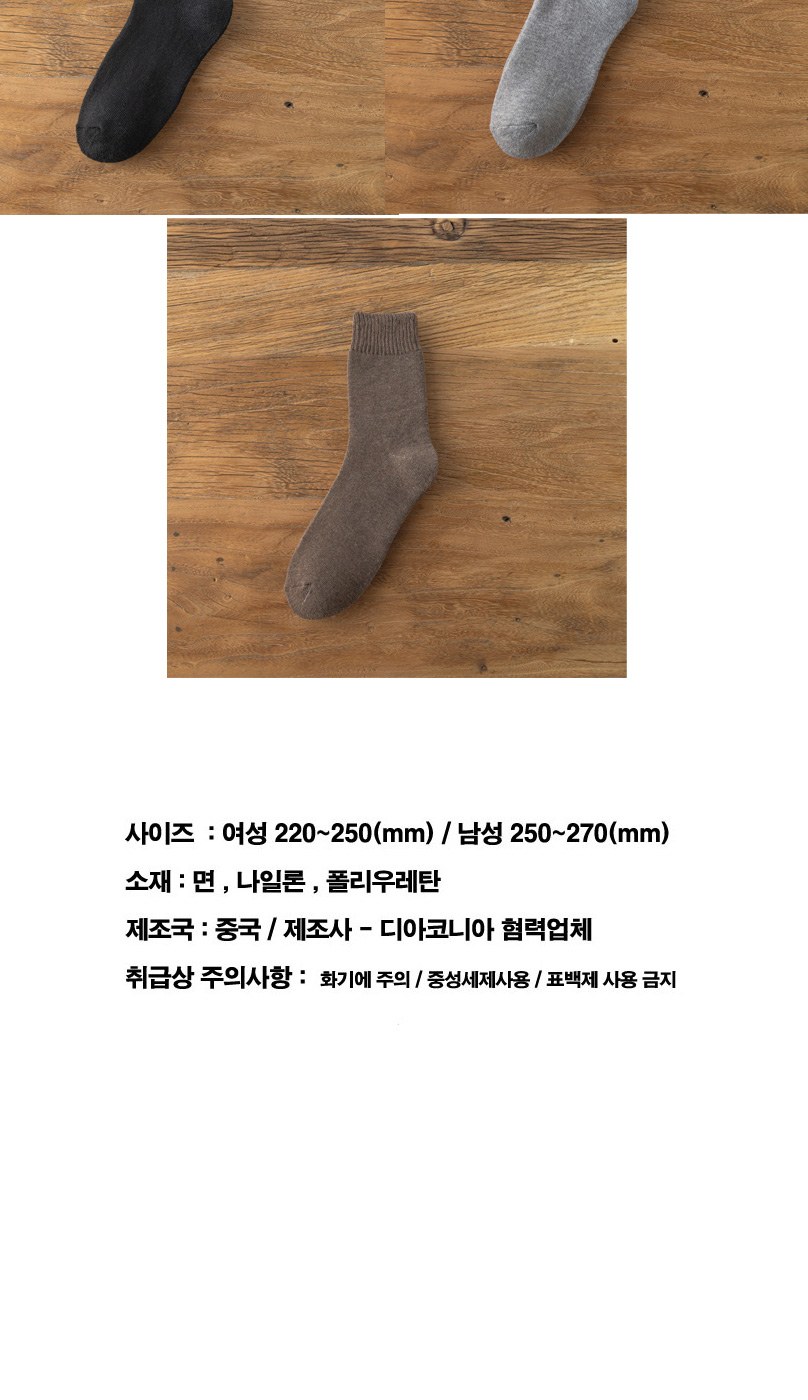 사이즈 : 여성 220~250(mm) / 남성 250~270(mm)
소재 : 면 , 나일론 , 폴리우레탄
제조국 : 중국 / 제조사 - 디아코니아 협력업체
취급상 주의사항 : 화기에 주의 / 중성세제사용 / 표백제 사용 금지